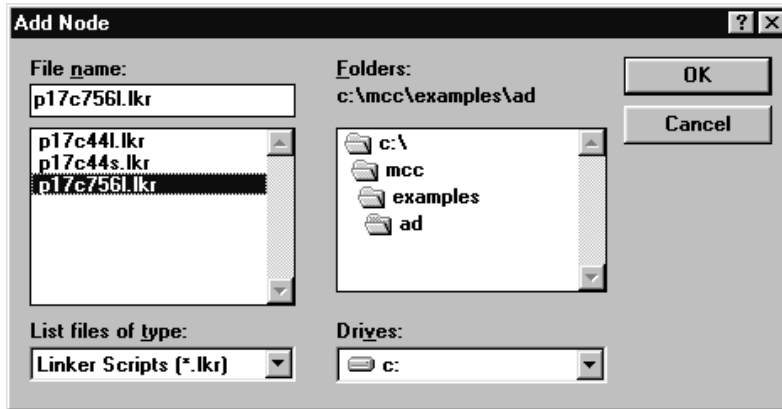 Add Node
File name:
p17c756l.lkr
p17c44l.lkr
p17c44s.lkr
p17c756l.lkr
List files of type:
Linker Scripts (*.lkr)
Folders:
c:\mcc\examples\ad
c:\
mcc
examples
ad
Drives:
c:
OK
Cancel